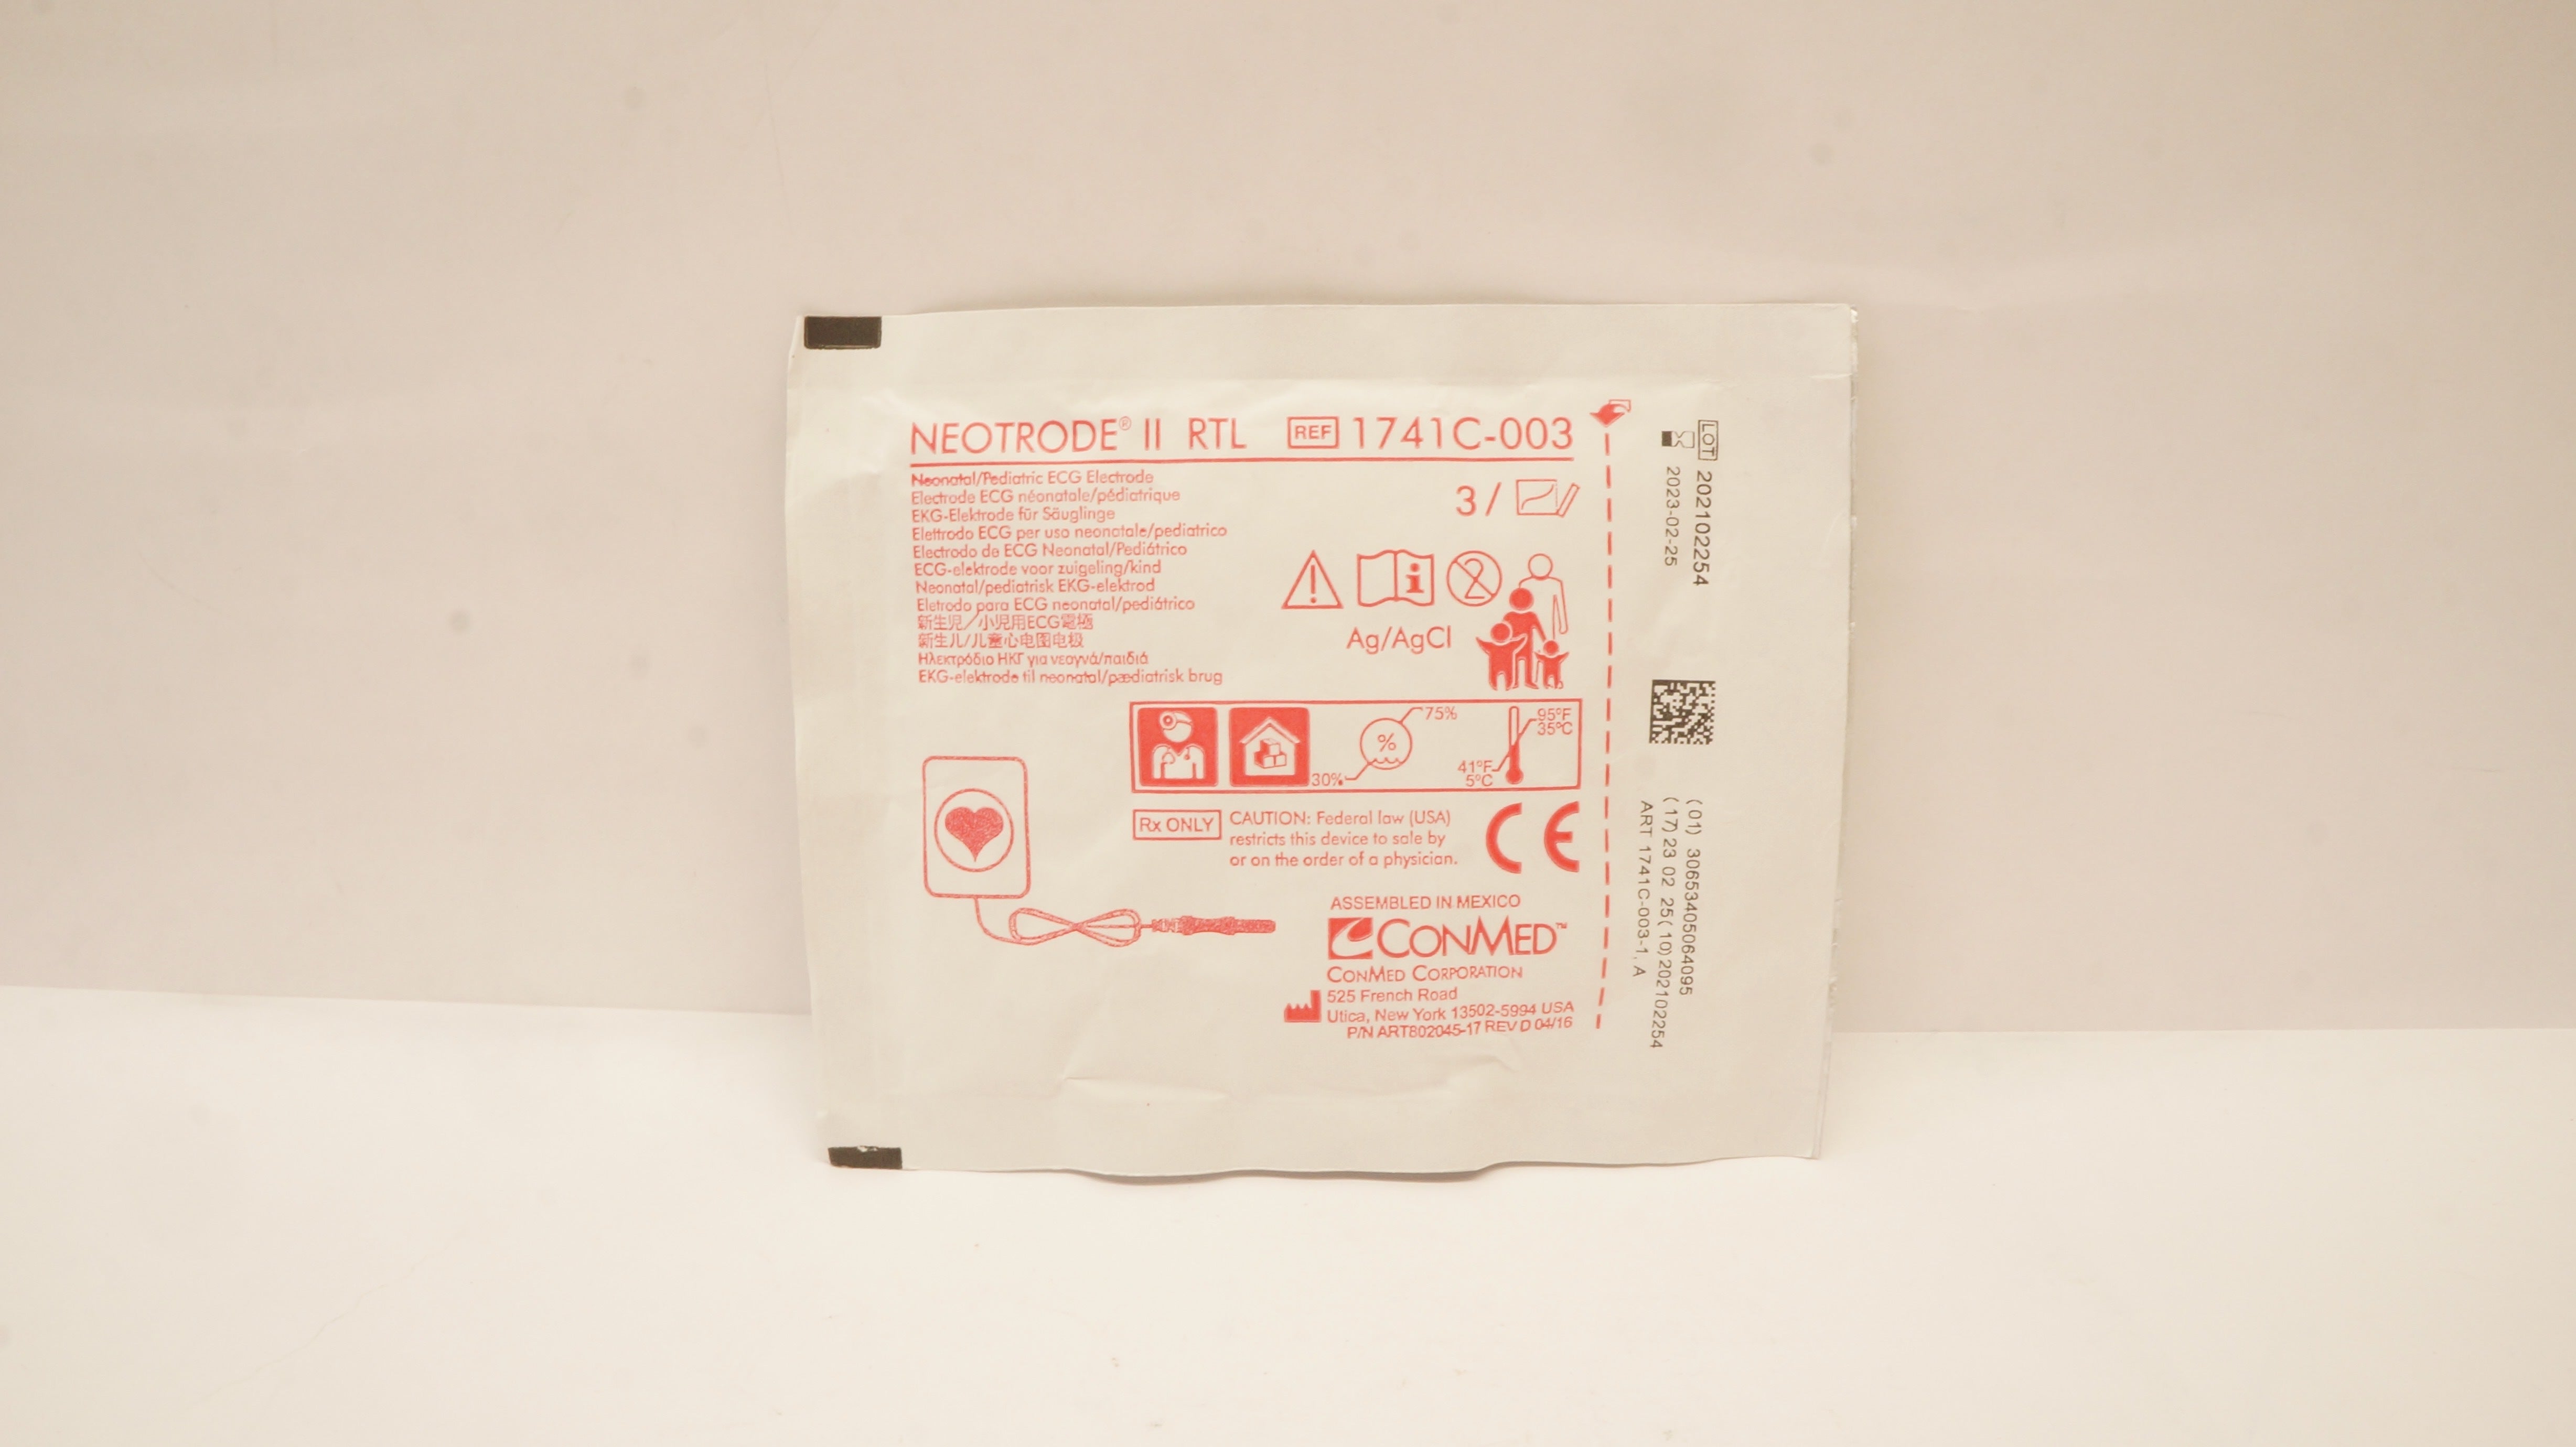 NEOTRODE® II RTL REF 1741C-003
Neonatal/Pediatric ECG Electrode
Electrode ECG néonatale/pédiatrique
EKG-Elektrode für Säuglinge
Elettrodo ECG per uso neonatale/pediatrico
Electrodo de ECG Neonatal/Pediátrico
ECG-elektrode voor zuigeling/kind
Neonatal/pediatrisk EKG-elektrod
Eletrodo para ECG neonatal/pediátrico
新生児/小児用ECG電極
新生儿/儿童心电图电极
Ηλεκτρόδιο ΗΚΓ για νεογνά/παιδιά
EKG-elektrode til neonatal/pædiatrisk brug
3 /
2
Ag/AgCl
75%
%
30%
95°F
35°C
41°F
5°C
Rx ONLY
CAUTION: Federal law (USA)
restricts this device to sale by
or on the order of a physician.
CE
ASSEMBLED IN MEXICO
CONMED™
CONMED CORPORATION
525 French Road
Utica, New York 13502-5994 USA
P/N ART802045-17 REV D 04/16
LOT 202102254
2023-02-25
(01) 30653405064095
(17)23 02 25(10)202102254
ART 1741C-003-1, A